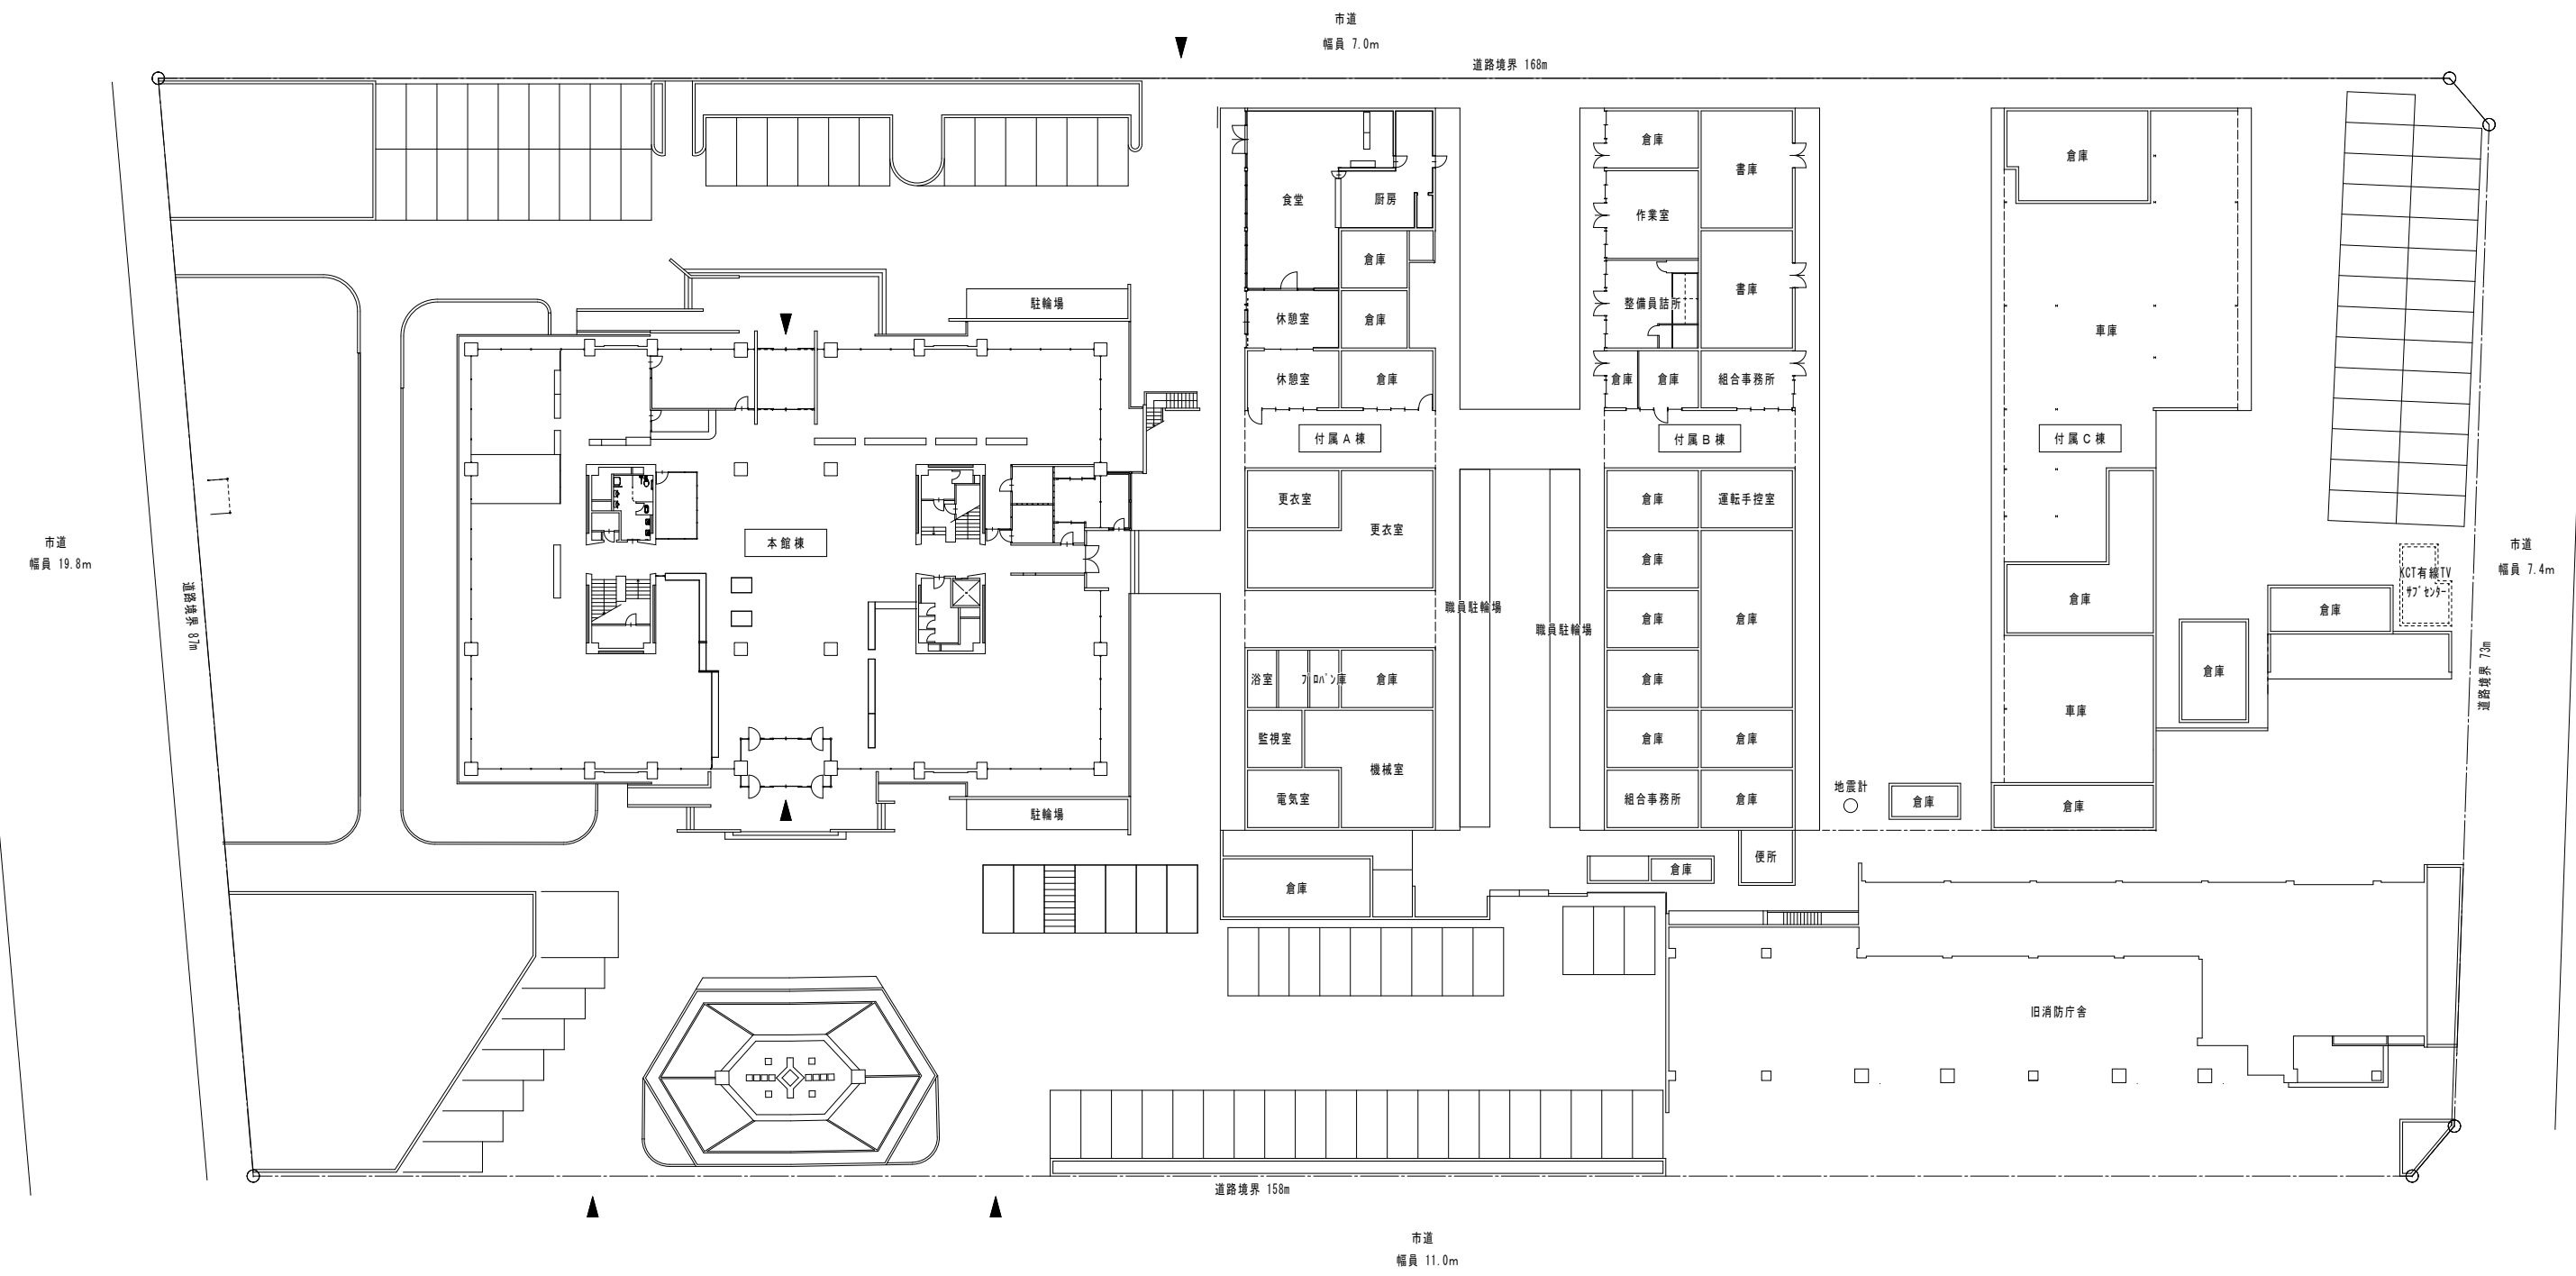 市道
幅員 7.0m
道路境界 168m
倉庫
書庫
倉庫
食堂
厨房
作業室
倉庫
書庫
駐輪場
休憩室
倉庫
整備員詰所
車庫
休憩室
倉庫
倉庫
倉庫
組合事務所
付属A棟
付属B棟
付属C棟
更衣室
倉庫
運転手控室
更衣室
本館棟
市道
幅員 19.8m
市道
幅員 7.4m
倉庫
KCT有線TV
ｻﾌﾞｾﾝﾀｰ
道路境界 87m
職員駐輪場
職員駐輪場
倉庫
倉庫
倉庫
倉庫
倉庫
道路境界 73m
浴室
ﾌﾟﾛﾊﾟﾝ庫
倉庫
倉庫
車庫
監視室
機械室
倉庫
倉庫
電気室
組合事務所
倉庫
地震計
倉庫
倉庫
駐輪場
便所
倉庫
倉庫
旧消防庁舎
道路境界 158m
市道
幅員 11.0m